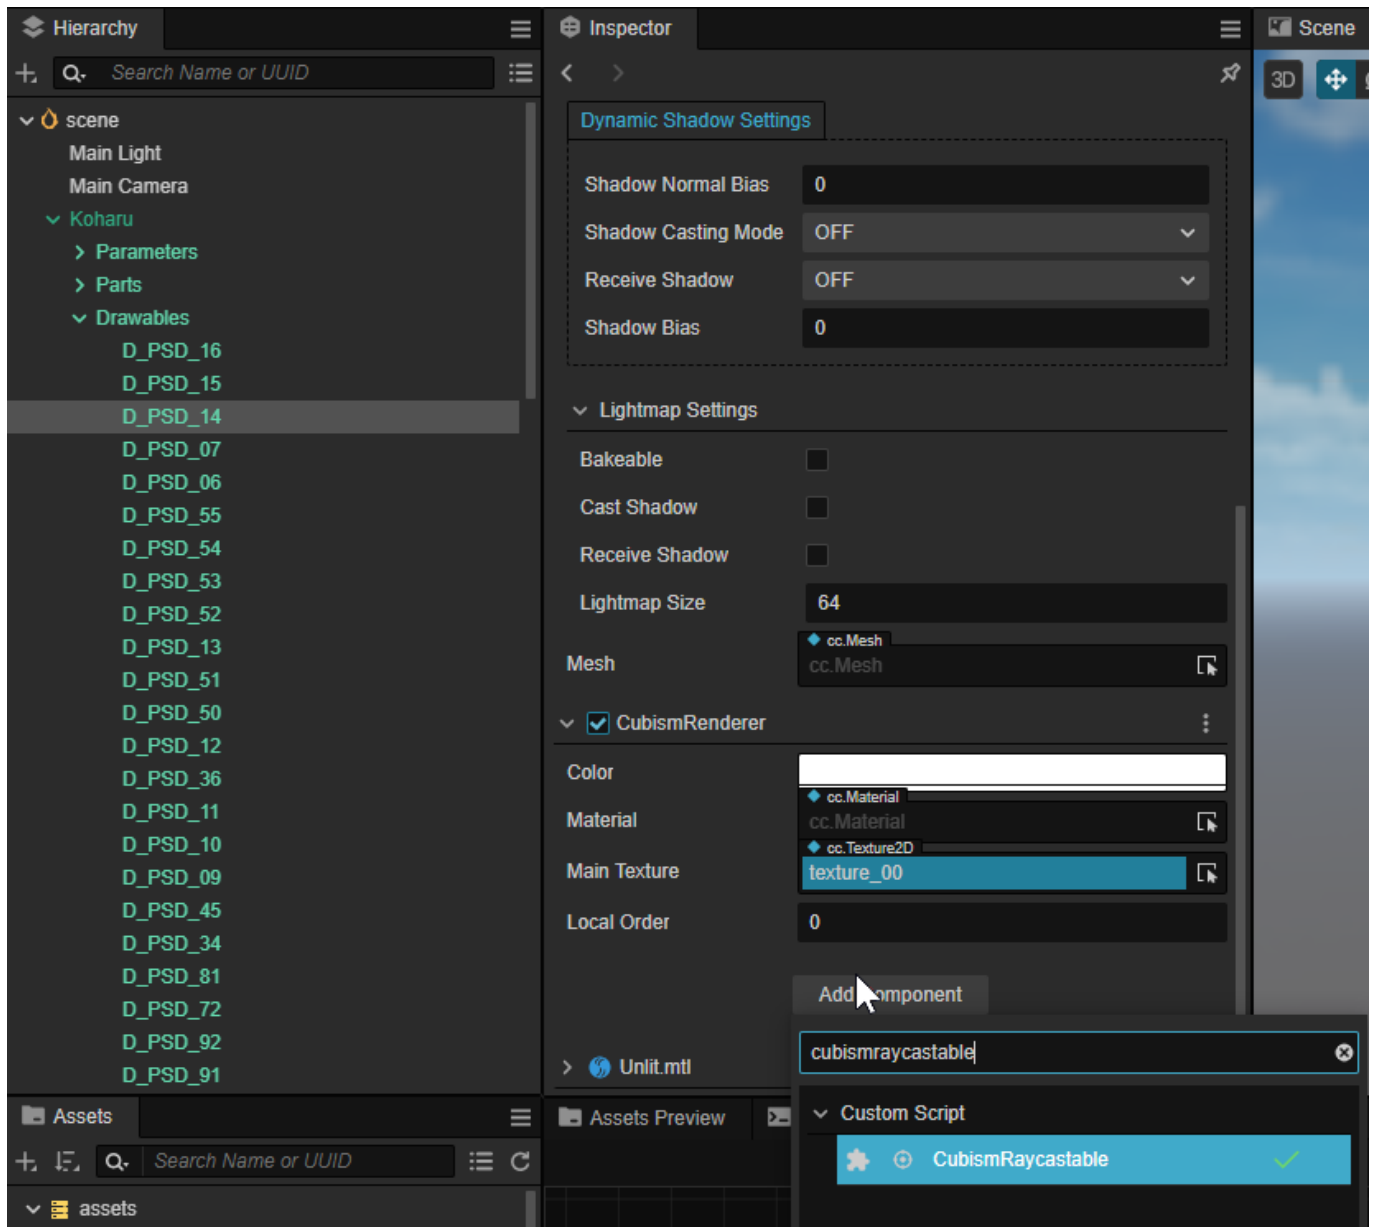 Hierarchy
Search Name or UUID
scene
Main Light
Main Camera
Koharu
Parameters
Parts
Drawables
D_PSD_16
D_PSD_15
D_PSD_14
D_PSD_07
D_PSD_06
D_PSD_55
D_PSD_54
D_PSD_53
D_PSD_52
D_PSD_13
D_PSD_51
D_PSD_50
D_PSD_12
D_PSD_36
D_PSD_11
D_PSD_10
D_PSD_09
D_PSD_45
D_PSD_34
D_PSD_81
D_PSD_72
D_PSD_92
D_PSD_91
Assets
Search Name or UUID
assets
Inspector
Dynamic Shadow Settings
Shadow Normal Bias 0
Shadow Casting Mode OFF
Receive Shadow OFF
Shadow Bias 0
Lightmap Settings
Bakeable
Cast Shadow
Receive Shadow
Lightmap Size 64
cc.Mesh
Mesh cc.Mesh
CubismRenderer
Color
cc.Material
Material cc.Material
cc.Texture2D
Main Texture texture_00
Local Order 0
Add mponent
cubismraycastable
Unlit.mtl
Custom Script
CubismRaycastable
Assets Preview
Scene
3D